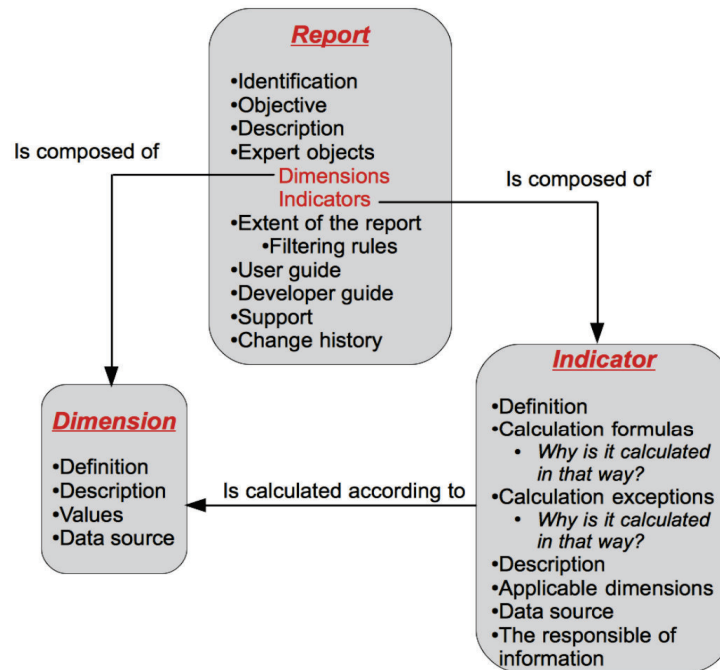 Report
•Identification
•Objective
•Description
•Expert objects
Dimensions
Indicators
•Extent of the report
•Filtering rules
•User guide
•Developer guide
•Support
•Change history
Is composed of
Is composed of
Dimension
•Definition
•Description
•Values
•Data source
Is calculated according to
Indicator
•Definition
•Calculation formulas
• Why is it calculated
in that way?
•Calculation exceptions
• Why is it calculated
in that way?
•Description
•Applicable dimensions
•Data source
•The responsible of
information